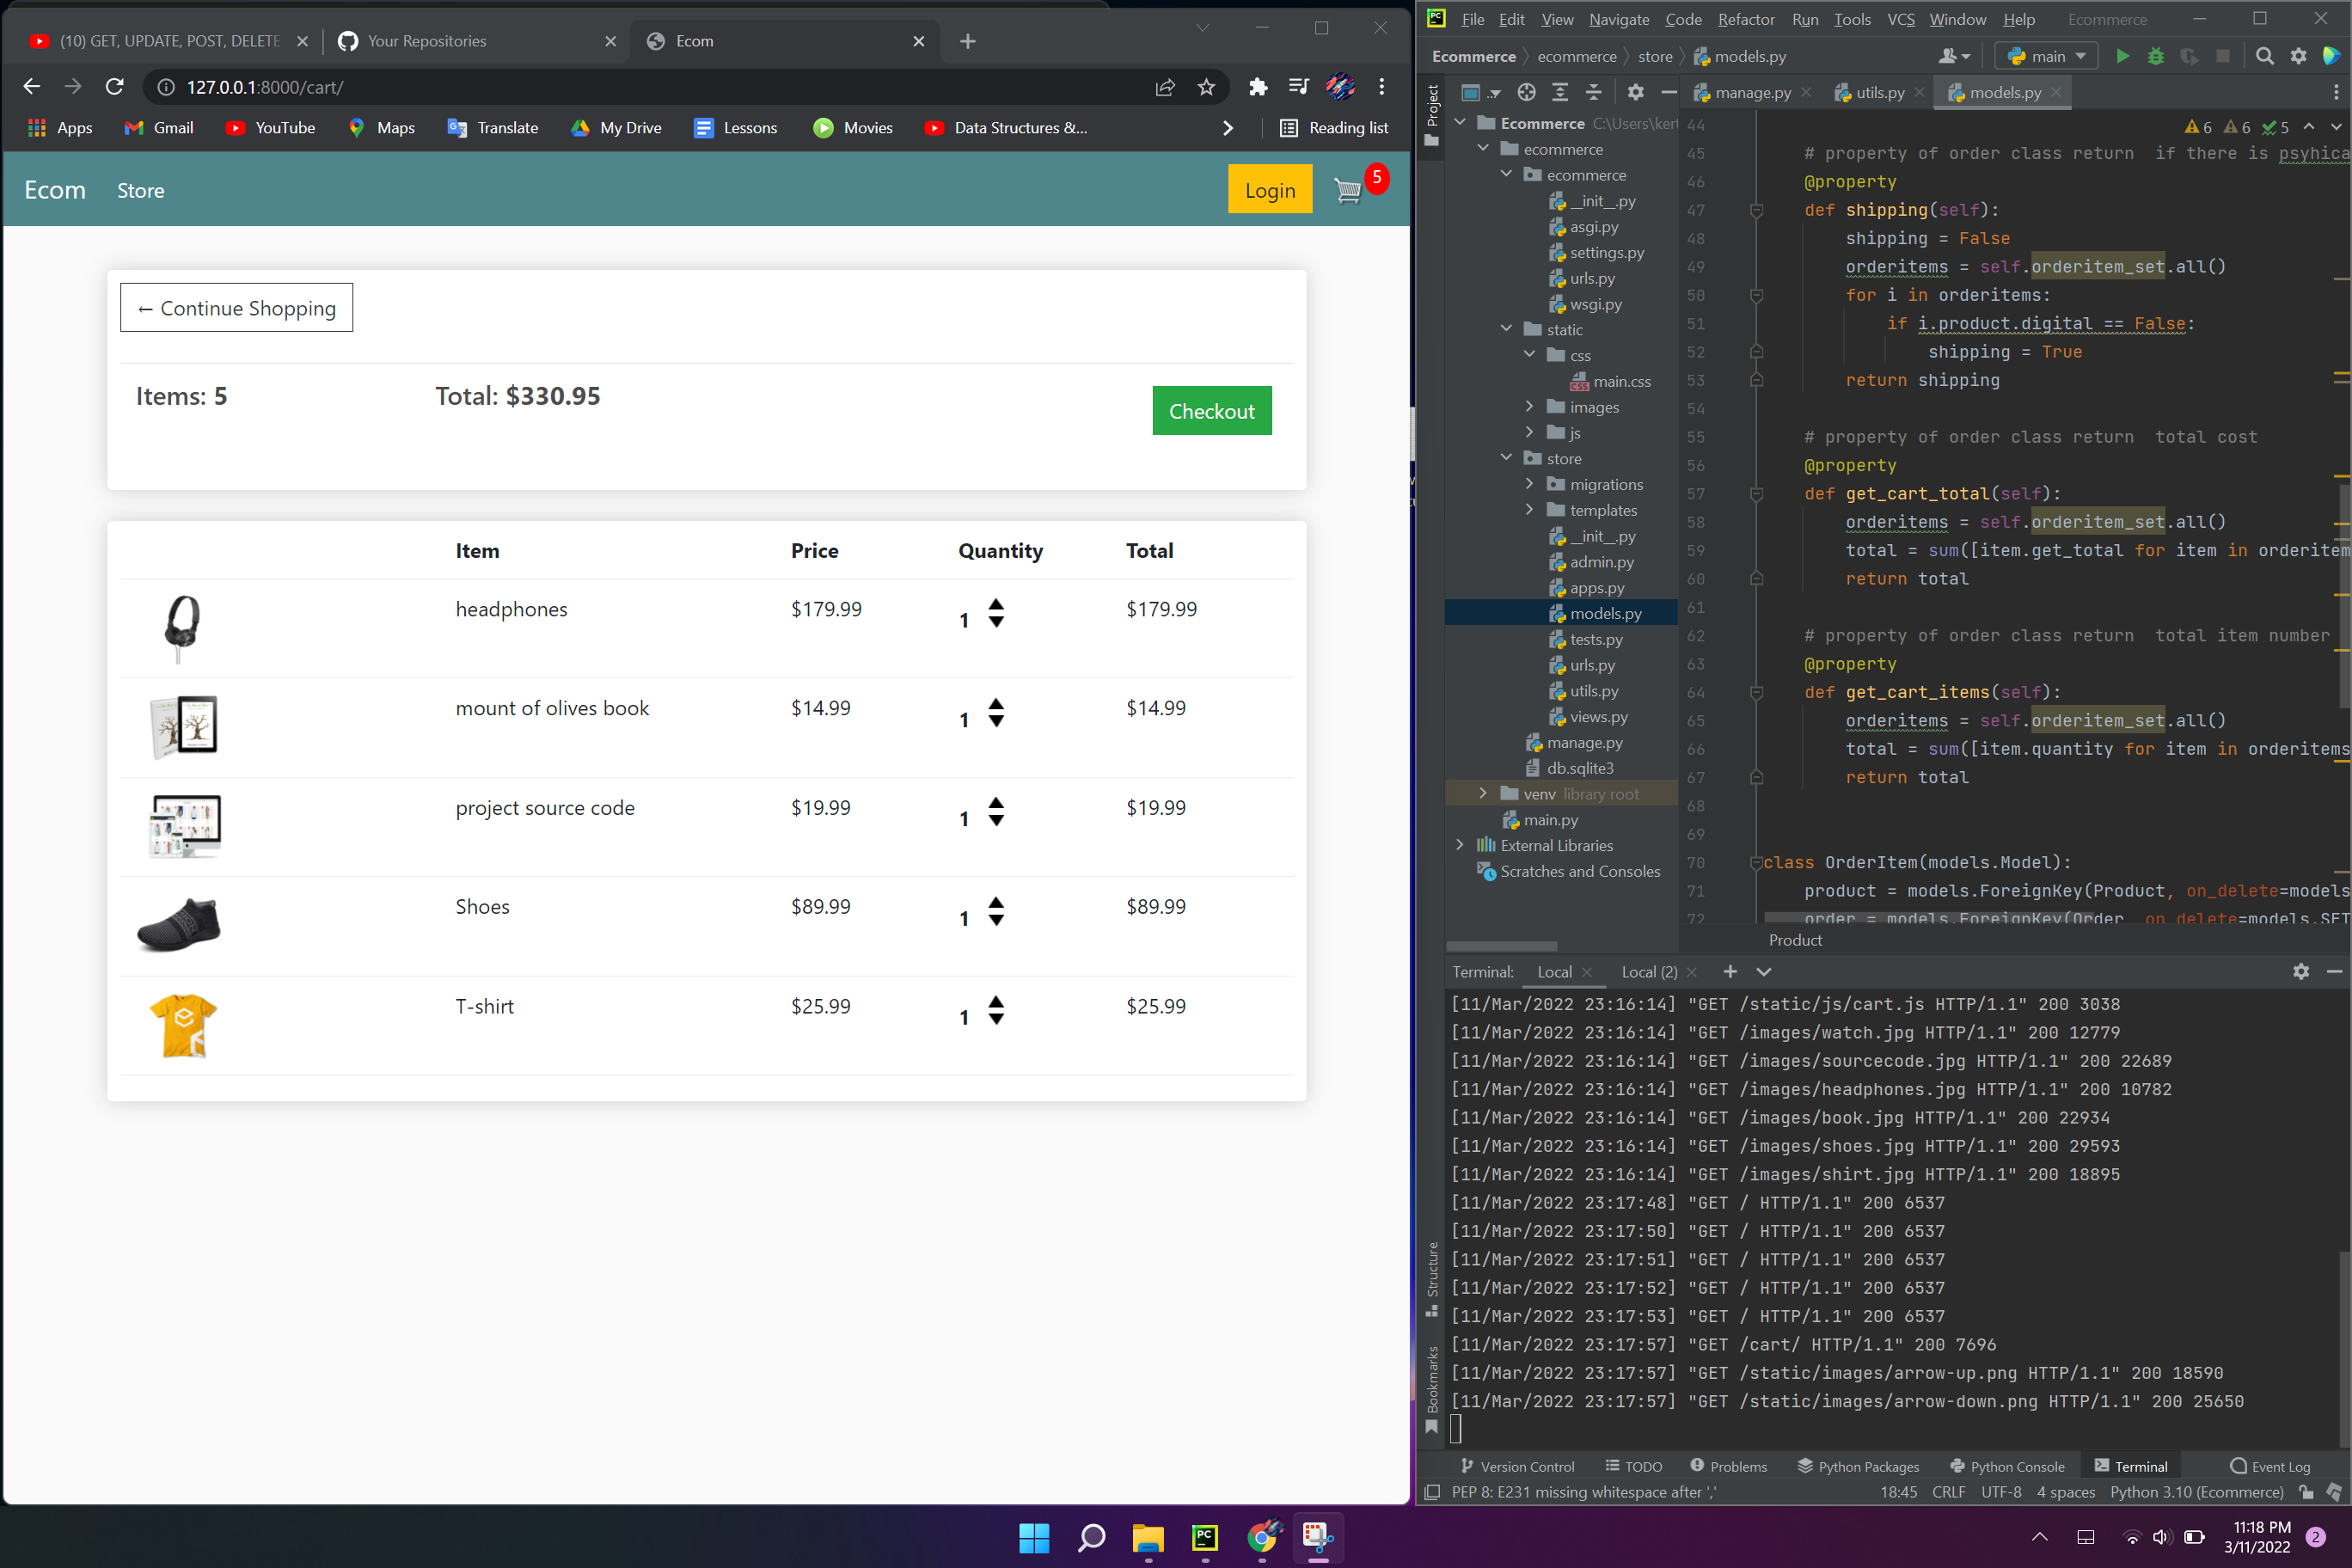 (10) GET, UPDATE, POST, DELETE
Your Repositories
Ecom
127.0.0.1:8000/cart/
Apps
Gmail
YouTube
Maps
Translate
My Drive
Lessons
Movies
Data Structures &...
Reading list
Ecom
Store
Login
5
← Continue Shopping
Items: 5
Total: $330.95
Checkout
Item Price Quantity Total
headphones $179.99 1 $179.99
mount of olives book $14.99 1 $14.99
project source code $19.99 1 $19.99
Shoes $89.99 1 $89.99
T-shirt $25.99 1 $25.99
PC File Edit View Navigate Code Refactor Run Tools VCS Window Help Ecommerce
Ecommerce ecommerce store models.py
main
Project
manage.py utils.py models.py
Ecommerce C:\Users\ker
ecommerce
ecommerce
__init__.py
asgi.py
settings.py
urls.py
wsgi.py
static
css
main.css
images
js
store
migrations
templates
__init__.py
admin.py
apps.py
models.py
tests.py
urls.py
utils.py
views.py
manage.py
db.sqlite3
venv library root
main.py
External Libraries
Scratches and Consoles
6 6 5
44
45 # property of order class return  if there is psyhica
46 @property
47 def shipping(self):
48 shipping = False
49 orderitems = self.orderitem_set.all()
50 for i in orderitems:
51 if i.product.digital == False:
52 shipping = True
53 return shipping
54
55 # property of order class return  total cost
56 @property
57 def get_cart_total(self):
58 orderitems = self.orderitem_set.all()
59 total = sum([item.get_total for item in orderitem
60 return total
61
62 # property of order class return  total item number
63 @property
64 def get_cart_items(self):
65 orderitems = self.orderitem_set.all()
66 total = sum([item.quantity for item in orderitems
67 return total
68
69
70 class OrderItem(models.Model):
71 product = models.ForeignKey(Product, on_delete=models
72 order = models.ForeignKey(Order on_delete=models.SET
Product
Terminal: Local Local (2)
[11/Mar/2022 23:16:14] "GET /static/js/cart.js HTTP/1.1" 200 3038
[11/Mar/2022 23:16:14] "GET /images/watch.jpg HTTP/1.1" 200 12779
[11/Mar/2022 23:16:14] "GET /images/sourcecode.jpg HTTP/1.1" 200 22689
[11/Mar/2022 23:16:14] "GET /images/headphones.jpg HTTP/1.1" 200 10782
[11/Mar/2022 23:16:14] "GET /images/book.jpg HTTP/1.1" 200 22934
[11/Mar/2022 23:16:14] "GET /images/shoes.jpg HTTP/1.1" 200 29593
[11/Mar/2022 23:16:14] "GET /images/shirt.jpg HTTP/1.1" 200 18895
[11/Mar/2022 23:17:48] "GET / HTTP/1.1" 200 6537
[11/Mar/2022 23:17:50] "GET / HTTP/1.1" 200 6537
[11/Mar/2022 23:17:51] "GET / HTTP/1.1" 200 6537
[11/Mar/2022 23:17:52] "GET / HTTP/1.1" 200 6537
[11/Mar/2022 23:17:53] "GET / HTTP/1.1" 200 6537
[11/Mar/2022 23:17:57] "GET /cart/ HTTP/1.1" 200 7696
[11/Mar/2022 23:17:57] "GET /static/images/arrow-up.png HTTP/1.1" 200 18590
[11/Mar/2022 23:17:57] "GET /static/images/arrow-down.png HTTP/1.1" 200 25650
Structure
Bookmarks
Version Control TODO Problems Python Packages Python Console Terminal Event Log
PEP 8: E231 missing whitespace after ',' 18:45 CRLF UTF-8 4 spaces Python 3.10 (Ecommerce)
PC
11:18 PM
3/11/2022
2